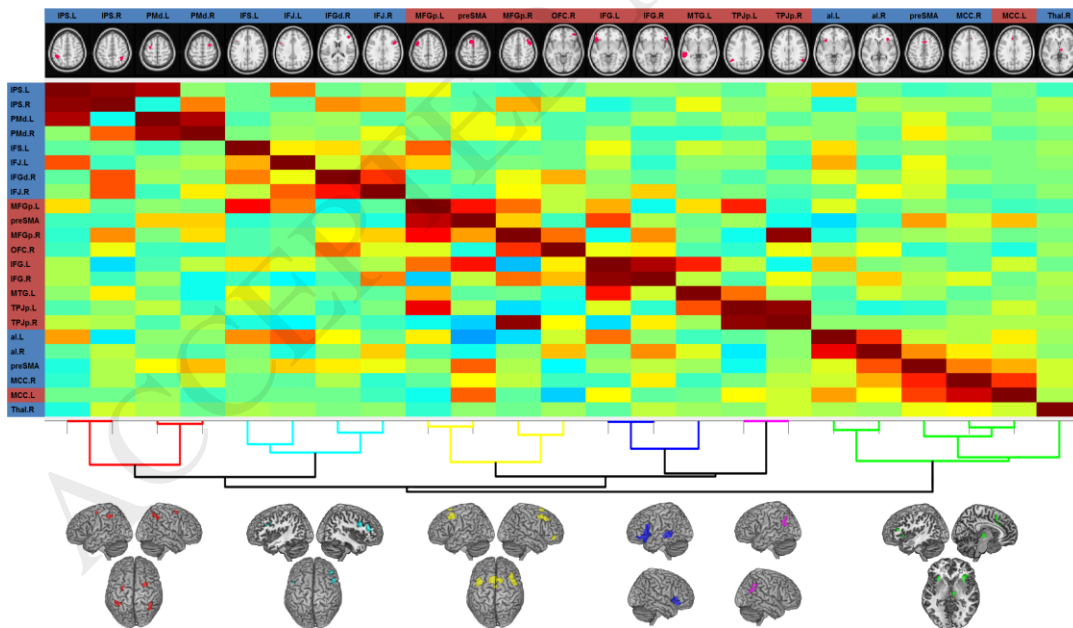 IPS.L IPS.R PMd.L PMd.R IFS.L IFJ.L IFGd.R IFJ.R MFGp.L preSMA MFGp.R OFC.R IFG.L IFG.R MTG.L TPJp.L TPJp.R aI.L aI.R preSMA MCC.R MCC.L Thal.R
IPS.L
IPS.R
PMd.L
PMd.R
IFS.L
IFJ.L
IFGd.R
IFJ.R
MFGp.L
preSMA
MFGp.R
OFC.R
IFG.L
IFG.R
MTG.L
TPJp.L
TPJp.R
aI.L
aI.R
preSMA
MCC.R
MCC.L
Thal.R